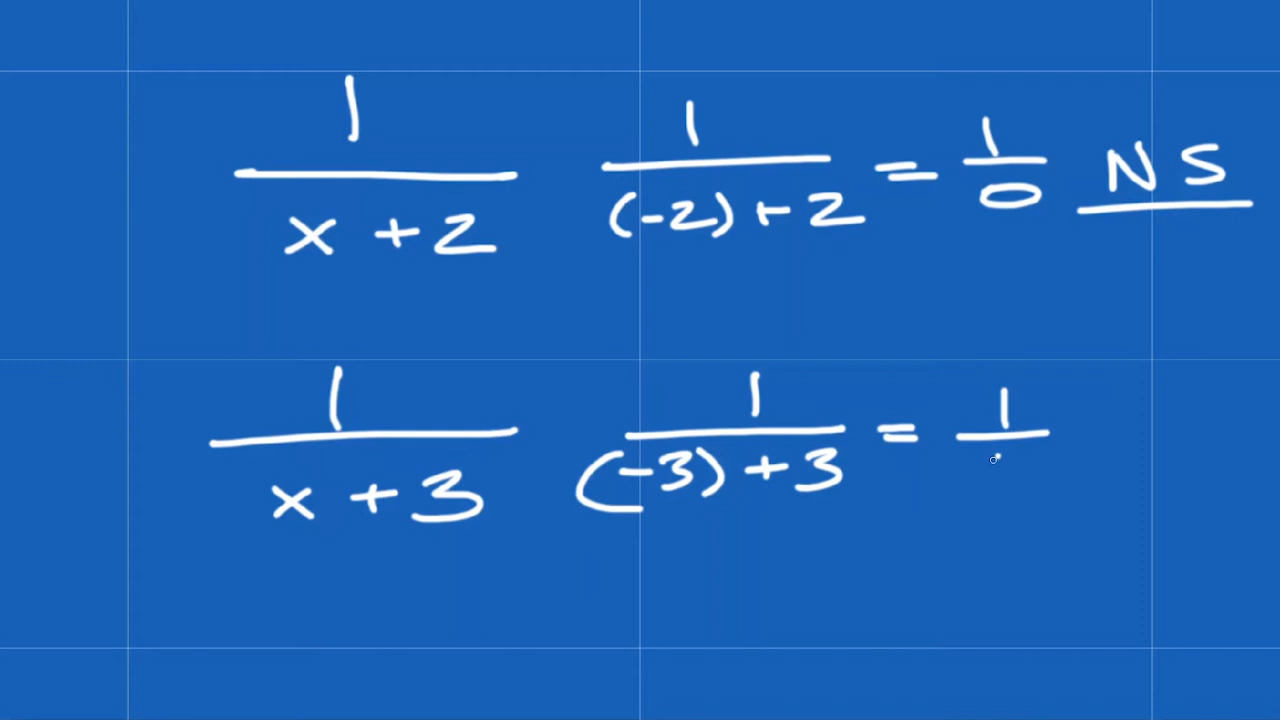 1/(x + 2) 1/((-2) + 2) = 1/0 NS
1/(x + 3) 1/((-3) + 3) = 1/